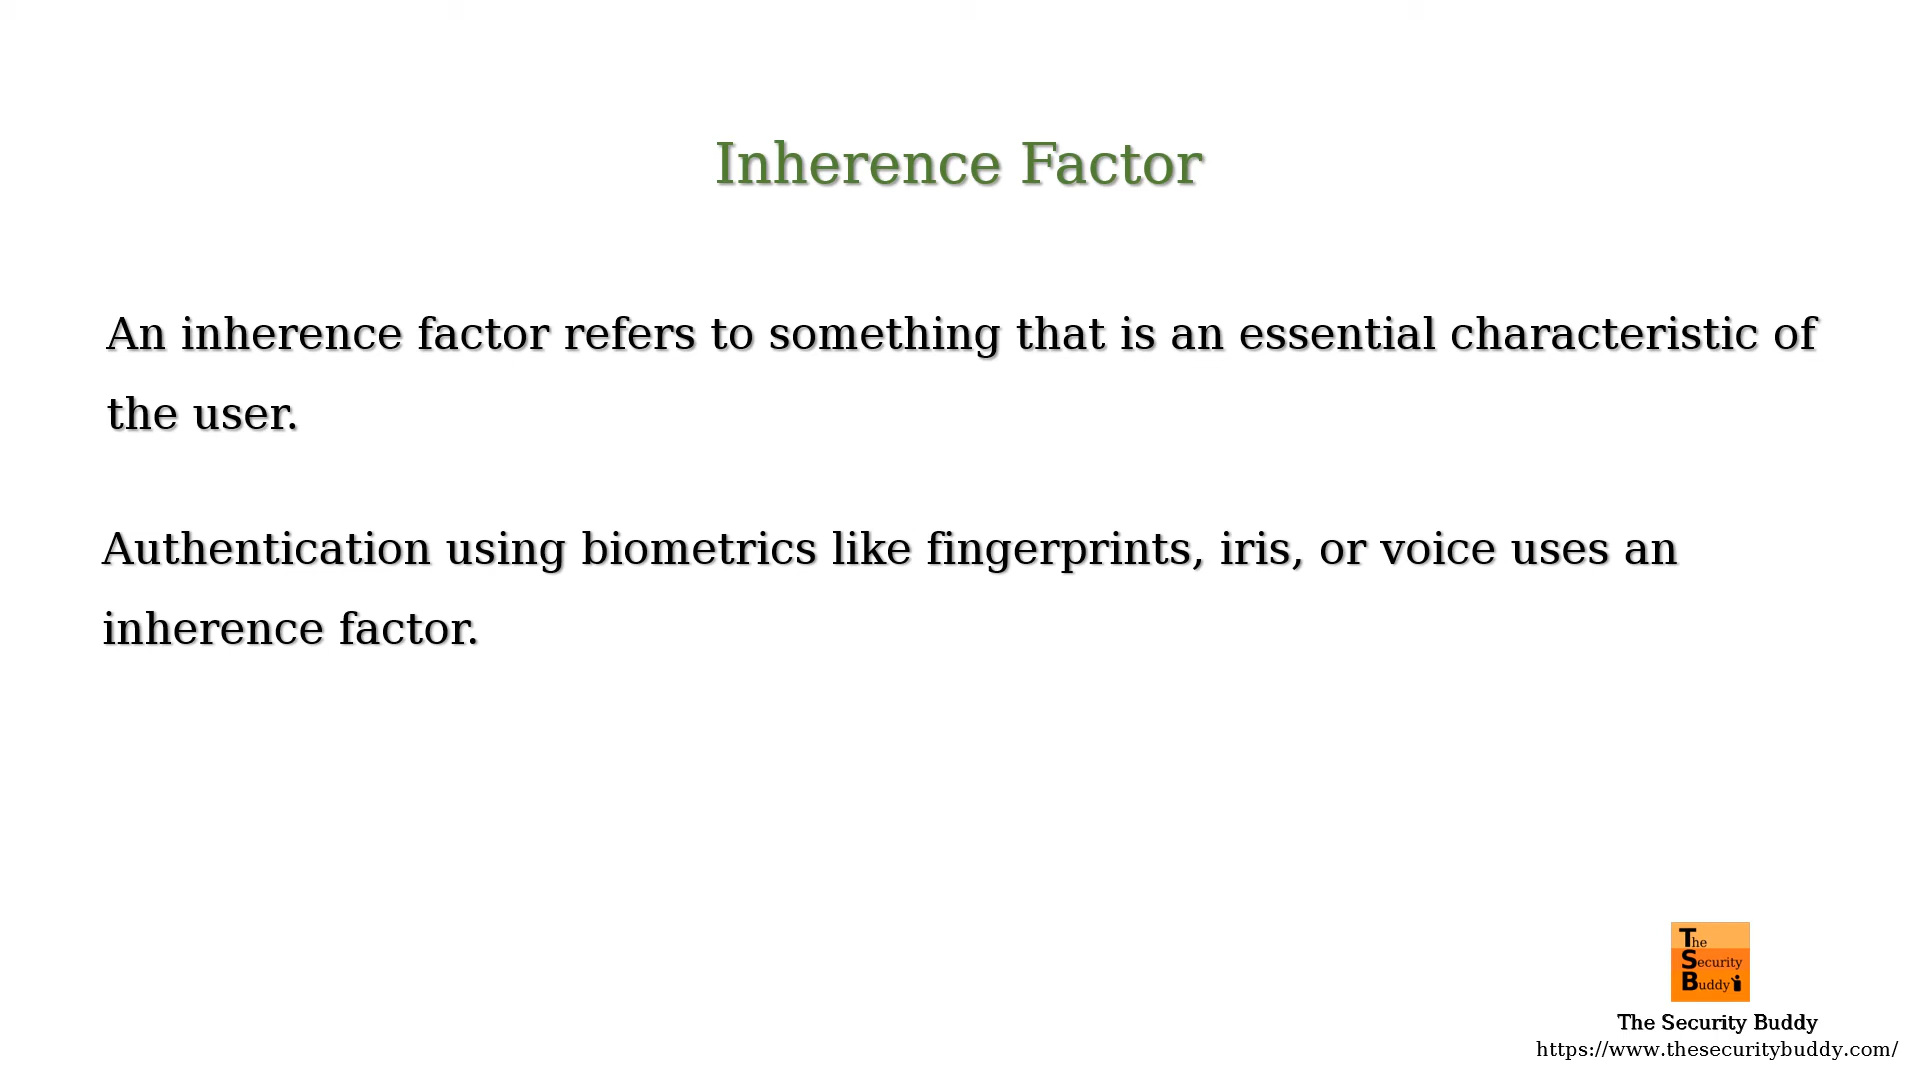 Inherence Factor
An inherence factor refers to something that is an essential characteristic of
the user.
Authentication using biometrics like fingerprints, iris, or voice uses an
inherence factor.
The
Security
Buddy
The Security Buddy
https://www.thesecuritybuddy.com/